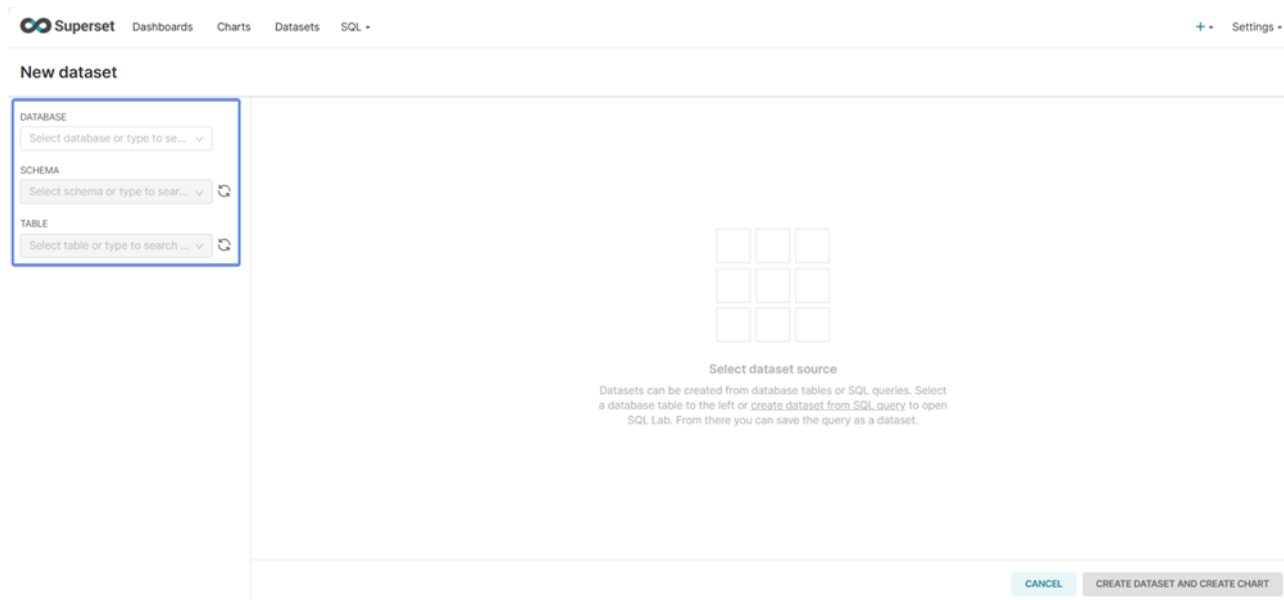 Superset Dashboards Charts Datasets SQL + Settings
New dataset
DATABASE
Select database or type to se...
SCHEMA
Select schema or type to sear...
TABLE
Select table or type to search ...
Select dataset source
Datasets can be created from database tables or SQL queries. Select
a database table to the left or create dataset from SQL query to open
SQL Lab. From there you can save the query as a dataset.
CANCEL CREATE DATASET AND CREATE CHART